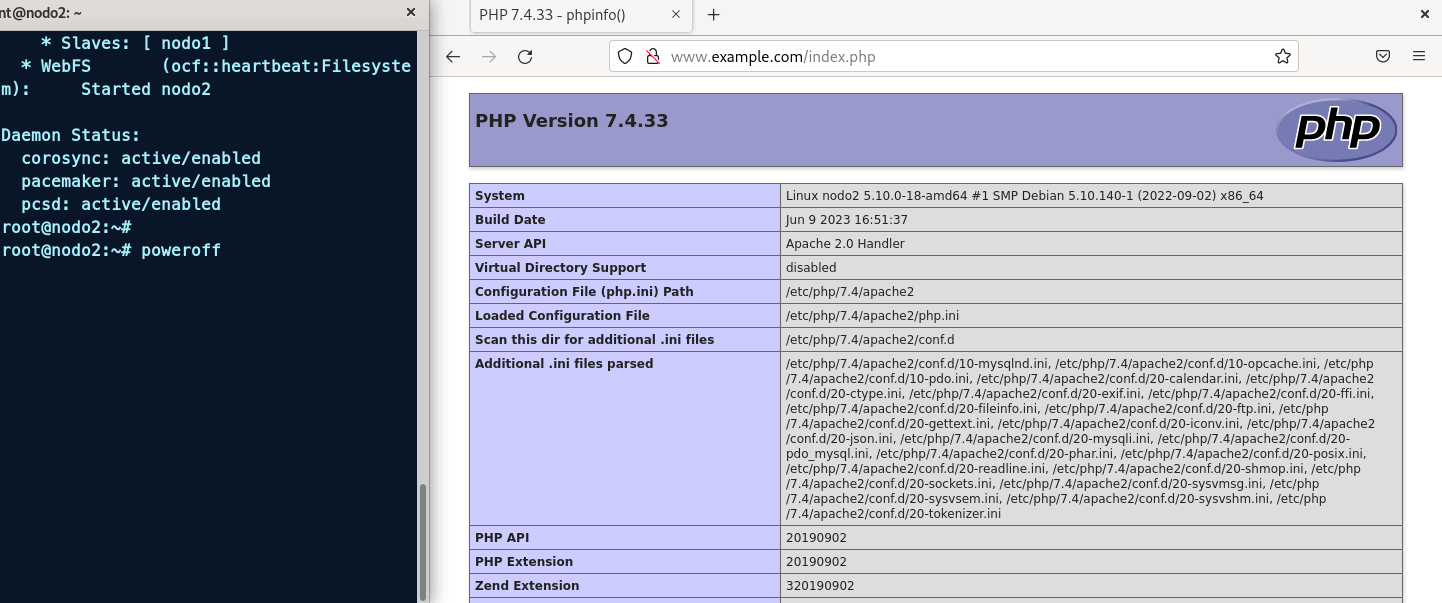 nt@nodo2: ~
* Slaves: [ nodo1 ]
* WebFS (ocf::heartbeat:Filesyste
m): Started nodo2
Daemon Status:
corosync: active/enabled
pacemaker: active/enabled
pcsd: active/enabled
root@nodo2:~#
root@nodo2:~# poweroff
PHP 7.4.33 - phpinfo()
www.example.com/index.php
PHP Version 7.4.33
php
System Linux nodo2 5.10.0-18-amd64 #1 SMP Debian 5.10.140-1 (2022-09-02) x86_64
Build Date Jun 9 2023 16:51:37
Server API Apache 2.0 Handler
Virtual Directory Support disabled
Configuration File (php.ini) Path /etc/php/7.4/apache2
Loaded Configuration File /etc/php/7.4/apache2/php.ini
Scan this dir for additional .ini files /etc/php/7.4/apache2/conf.d
Additional .ini files parsed /etc/php/7.4/apache2/conf.d/10-mysqlnd.ini, /etc/php/7.4/apache2/conf.d/10-opcache.ini, /etc/php
/7.4/apache2/conf.d/10-pdo.ini, /etc/php/7.4/apache2/conf.d/20-calendar.ini, /etc/php/7.4/apache2
/conf.d/20-ctype.ini, /etc/php/7.4/apache2/conf.d/20-exif.ini, /etc/php/7.4/apache2/conf.d/20-ffi.ini,
/etc/php/7.4/apache2/conf.d/20-fileinfo.ini, /etc/php/7.4/apache2/conf.d/20-ftp.ini, /etc/php
/7.4/apache2/conf.d/20-gettext.ini, /etc/php/7.4/apache2/conf.d/20-iconv.ini, /etc/php/7.4/apache2
/conf.d/20-json.ini, /etc/php/7.4/apache2/conf.d/20-mysqli.ini, /etc/php/7.4/apache2/conf.d/20-
pdo_mysql.ini, /etc/php/7.4/apache2/conf.d/20-phar.ini, /etc/php/7.4/apache2/conf.d/20-posix.ini,
/etc/php/7.4/apache2/conf.d/20-readline.ini, /etc/php/7.4/apache2/conf.d/20-shmop.ini, /etc/php
/7.4/apache2/conf.d/20-sockets.ini, /etc/php/7.4/apache2/conf.d/20-sysvmsg.ini, /etc/php
/7.4/apache2/conf.d/20-sysvsem.ini, /etc/php/7.4/apache2/conf.d/20-sysvshm.ini, /etc/php
/7.4/apache2/conf.d/20-tokenizer.ini
PHP API 20190902
PHP Extension 20190902
Zend Extension 320190902